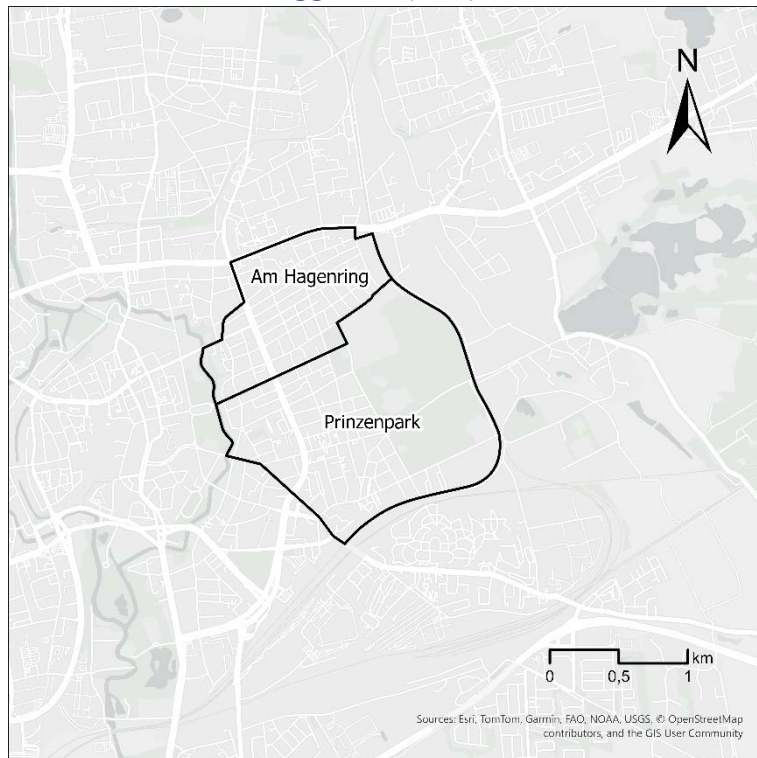 N
Am Hagenring
Prinzenpark
km
0 0,5 1
Sources: Esri, TomTom, Garmin, FAO, NOAA, USGS, © OpenStreetMap
contributors, and the GIS User Community